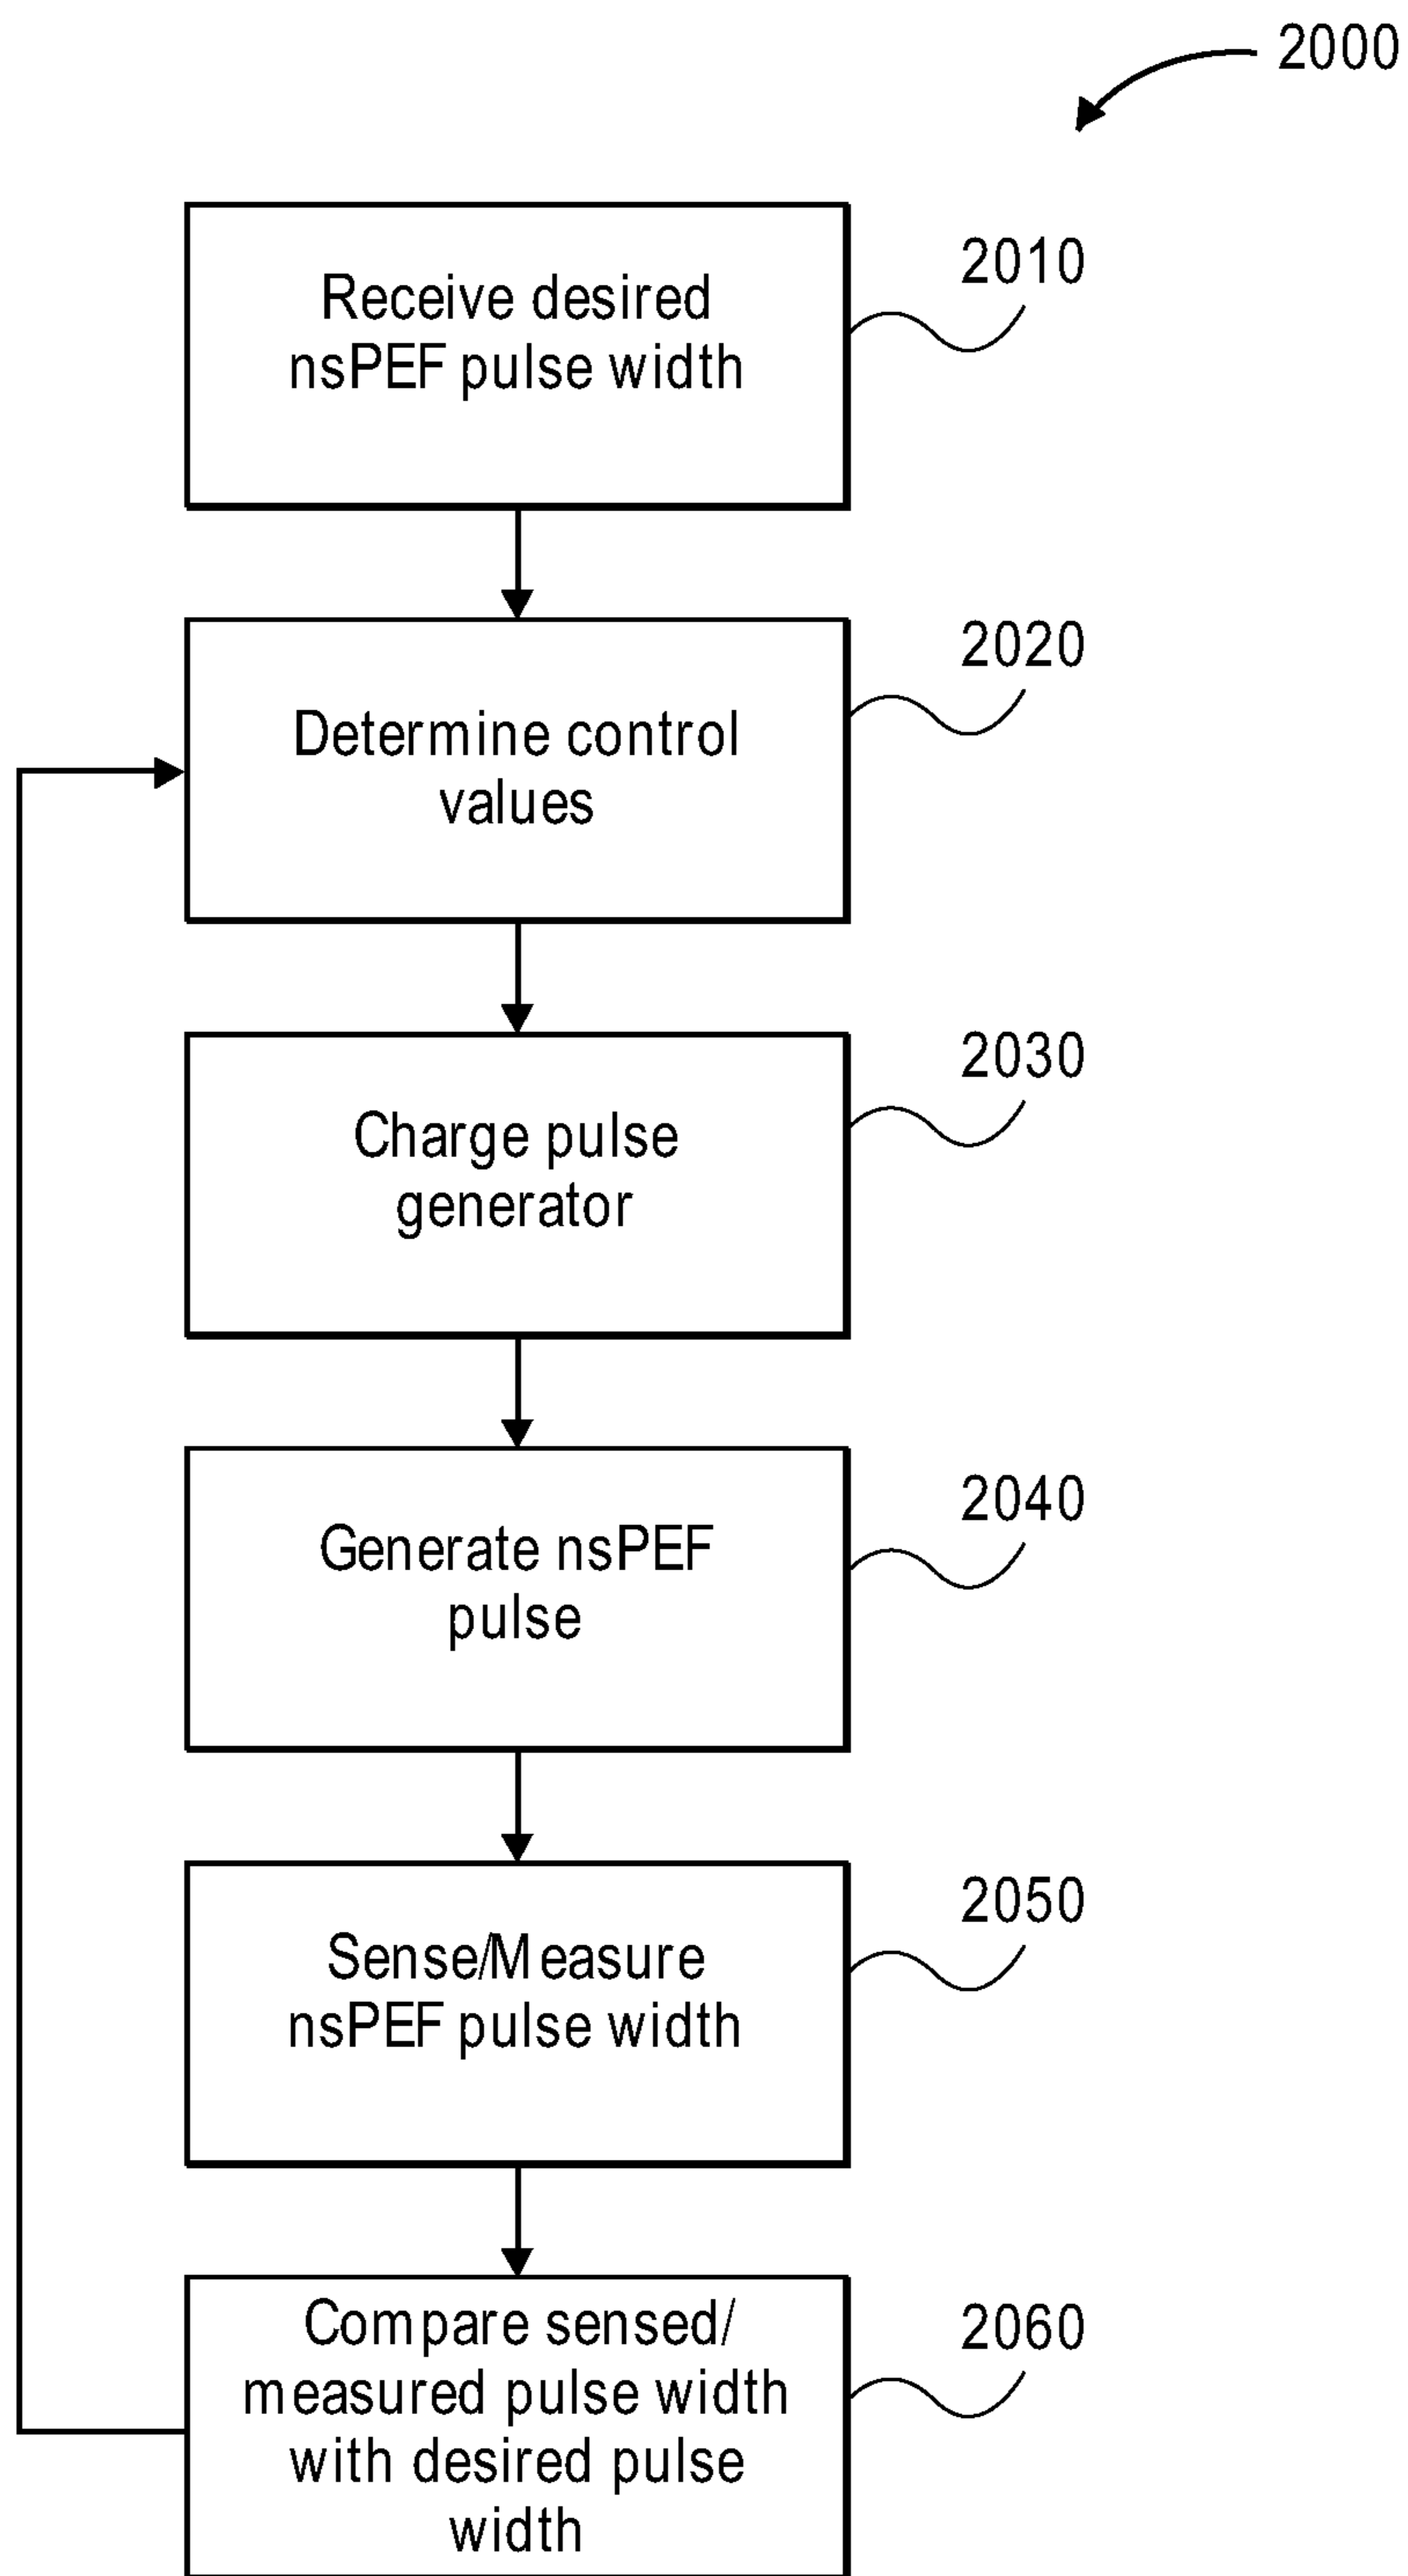 2000
Receive desired
nsPEF pulse width
2010
Determine control
values
2020
Charge pulse
generator
2030
Generate nsPEF
pulse
2040
Sense/Measure
nsPEF pulse width
2050
Compare sensed/
measured pulse width
with desired pulse
width
2060